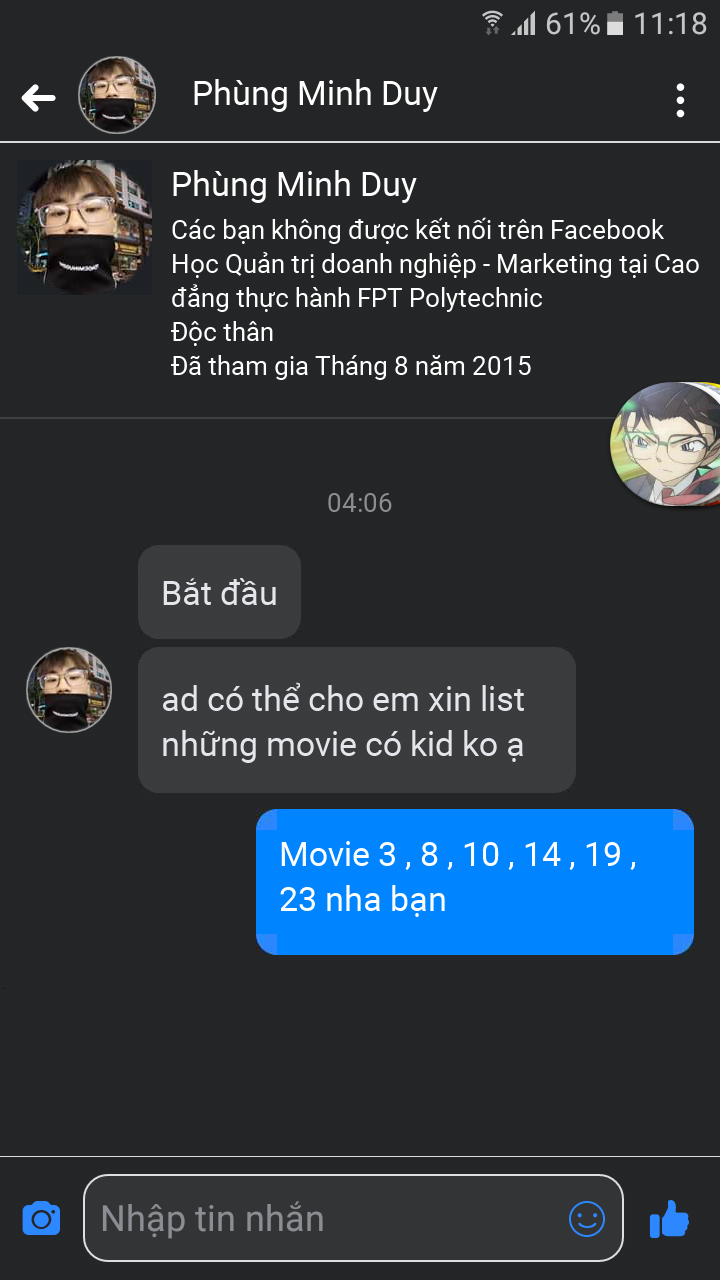 61% 11:18
Phùng Minh Duy
Phùng Minh Duy
Các bạn không được kết nối trên Facebook
Học Quản trị doanh nghiệp - Marketing tại Cao
đẳng thực hành FPT Polytechnic
Độc thân
Đã tham gia Tháng 8 năm 2015
04:06
Bắt đầu
ad có thể cho em xin list
những movie có kid ko ạ
Movie 3 , 8 , 10 , 14 , 19 ,
23 nha bạn
Nhập tin nhắn